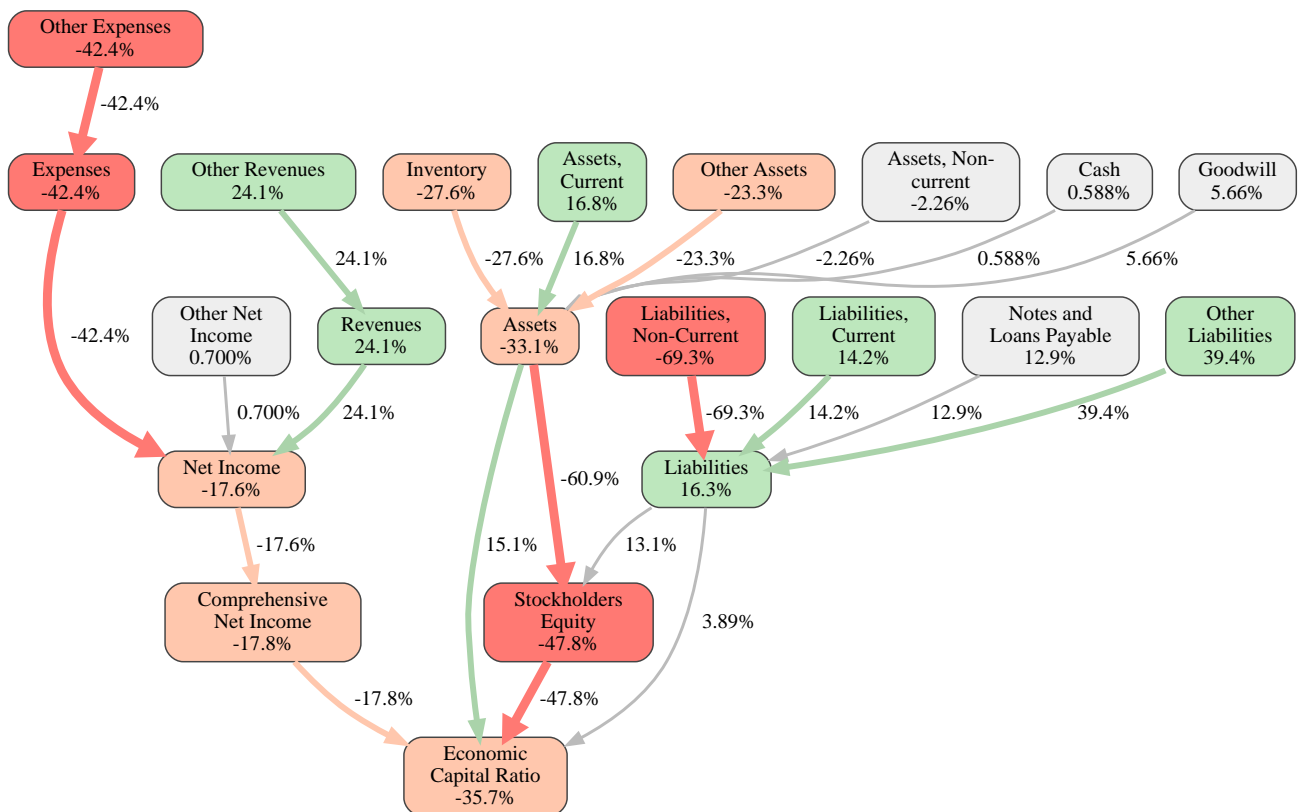 Other Expenses
-42.4%
-42.4%
Expenses
-42.4%
Other Revenues
24.1%
Inventory
-27.6%
Assets,
Current
16.8%
Other Assets
-23.3%
Assets, Non-
current
-2.26%
Cash
0.588%
Goodwill
5.66%
24.1%
-27.6%
16.8%
-23.3%
-2.26%
0.588%
5.66%
-42.4%
Other Net
Income
0.700%
Revenues
24.1%
Assets
-33.1%
Liabilities,
Non-Current
-69.3%
Liabilities,
Current
14.2%
Notes and
Loans Payable
12.9%
Other
Liabilities
39.4%
0.700%
24.1%
-69.3%
14.2%
12.9%
39.4%
Net Income
-17.6%
-60.9%
Liabilities
16.3%
-17.6%
15.1%
13.1%
Comprehensive
Net Income
-17.8%
Stockholders
Equity
-47.8%
3.89%
-17.8%
-47.8%
Economic
Capital Ratio
-35.7%